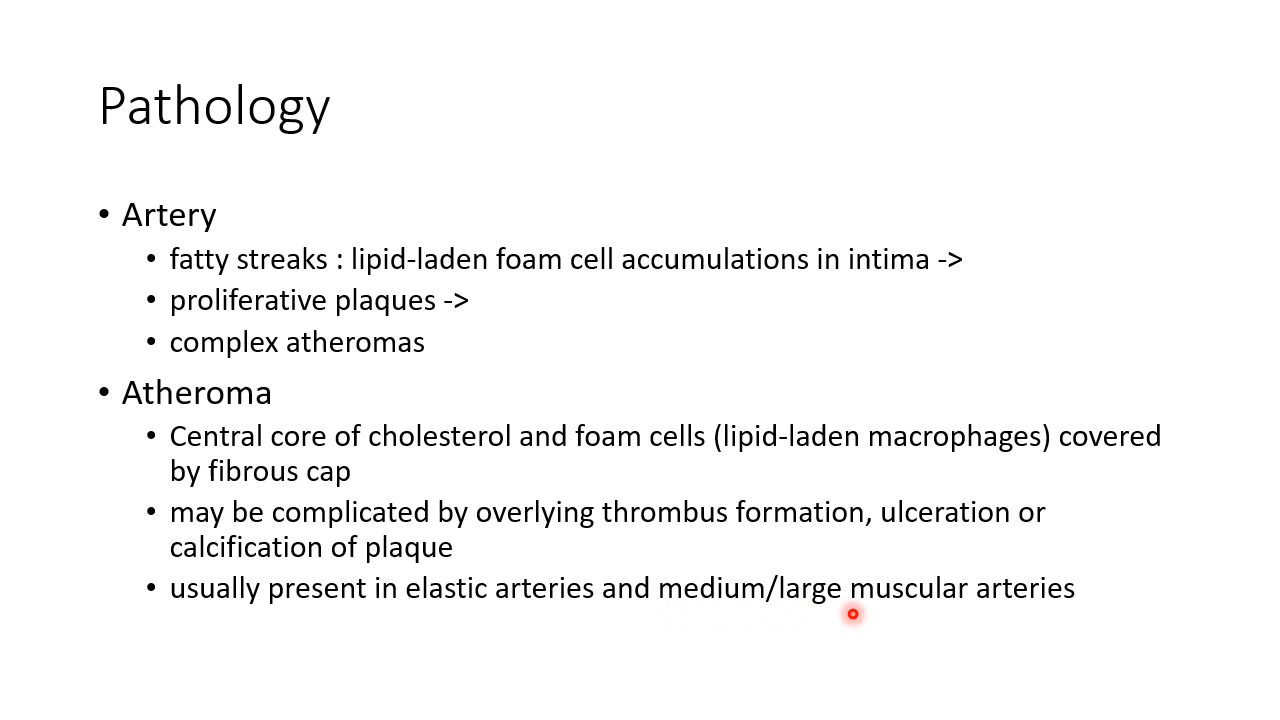 Pathology
• Artery
• fatty streaks : lipid-laden foam cell accumulations in intima ->
• proliferative plaques ->
• complex atheromas
• Atheroma
• Central core of cholesterol and foam cells (lipid-laden macrophages) covered
by fibrous cap
• may be complicated by overlying thrombus formation, ulceration or
calcification of plaque
• usually present in elastic arteries and medium/large muscular arteries